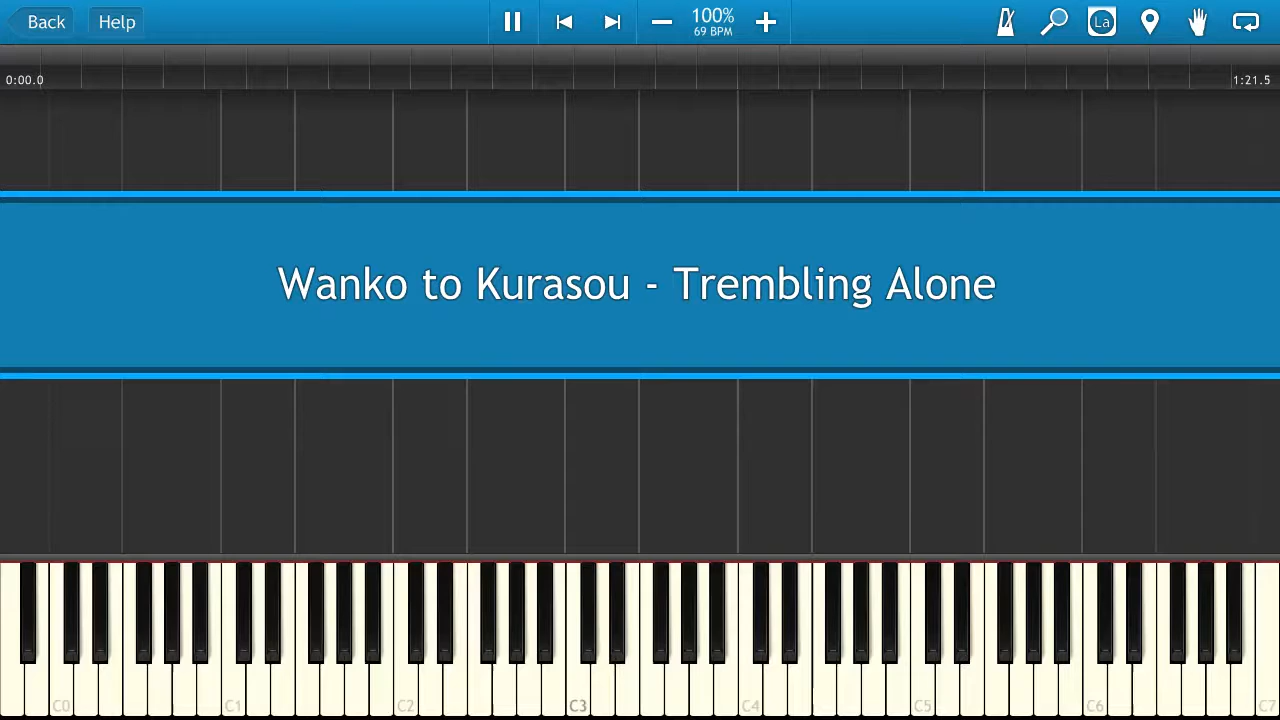 Back Help 100% La
69 BPM
0:00.0 1:21.5
Wanko to Kurasou - Trembling Alone
C0 C1 C2 C3 C4 C5 C6 C7